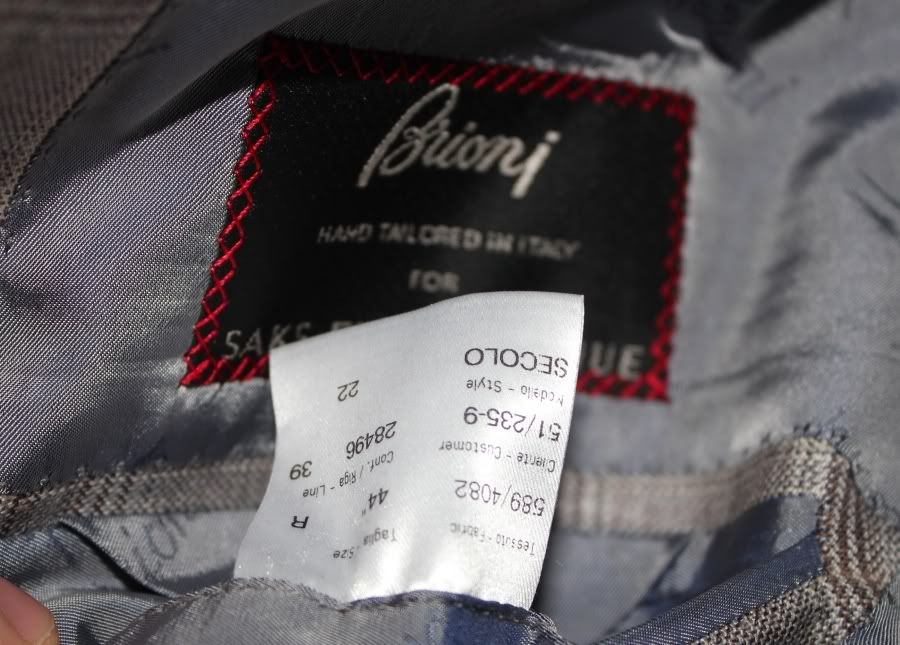 Brioni
HAND TAILORED IN ITALY
FOR
SAKS UE
Tessuto - Fabric Taglia - Size
589/4082 44" R
Cliente - Customer Conf. / Riga - Line
51/235-9 28496 39
Modello - Style
SECOLO 22